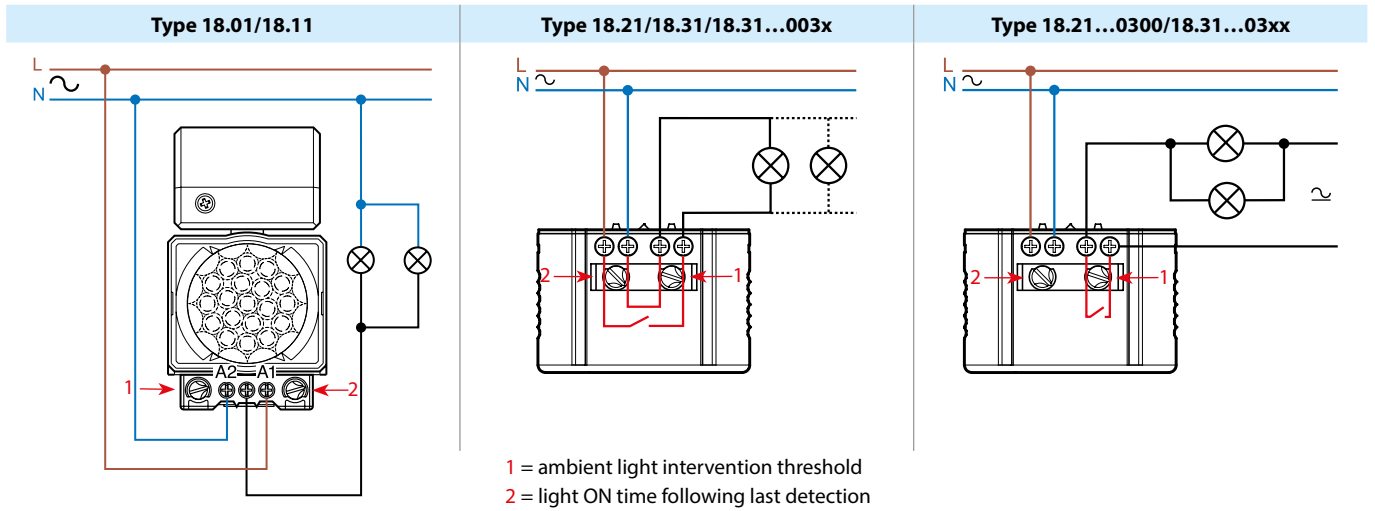 Type 18.01/18.11
L
N
A2 A1
1
2
Type 18.21/18.31/18.31...003x
L
N
2
1
Type 18.21...0300/18.31...03xx
L
N
2
1
1 = ambient light intervention threshold
2 = light ON time following last detection